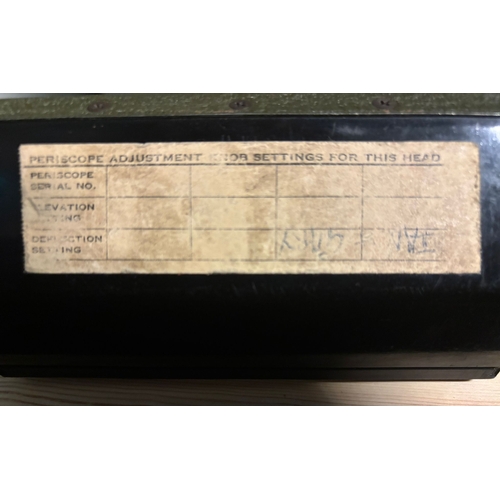 PERISCOPE ADJUSTMENT KNOB SETTINGS FOR THIS HEAD
PERISCOPE
SERIAL NO.
ELEVATION
SETTING
DEFLECTION
SETTING